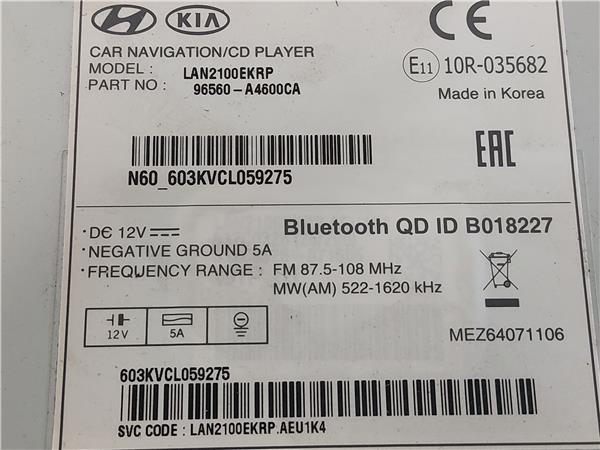 HYUNDAI KIA CE
CAR NAVIGATION/CD PLAYER
MODEL : LAN2100EKRP
PART NO : 96560-A4600CA
E11 10R-035682
Made in Korea
N60_603KVCL059275
EAC
·DC 12V
·NEGATIVE GROUND 5A
·FREQUENCY RANGE : FM 87.5-108 MHz
MW(AM) 522-1620 kHz
Bluetooth QD ID B018227
12V 5A
MEZ64071106
603KVCL059275
SVC CODE : LAN2100EKRP.AEU1K4